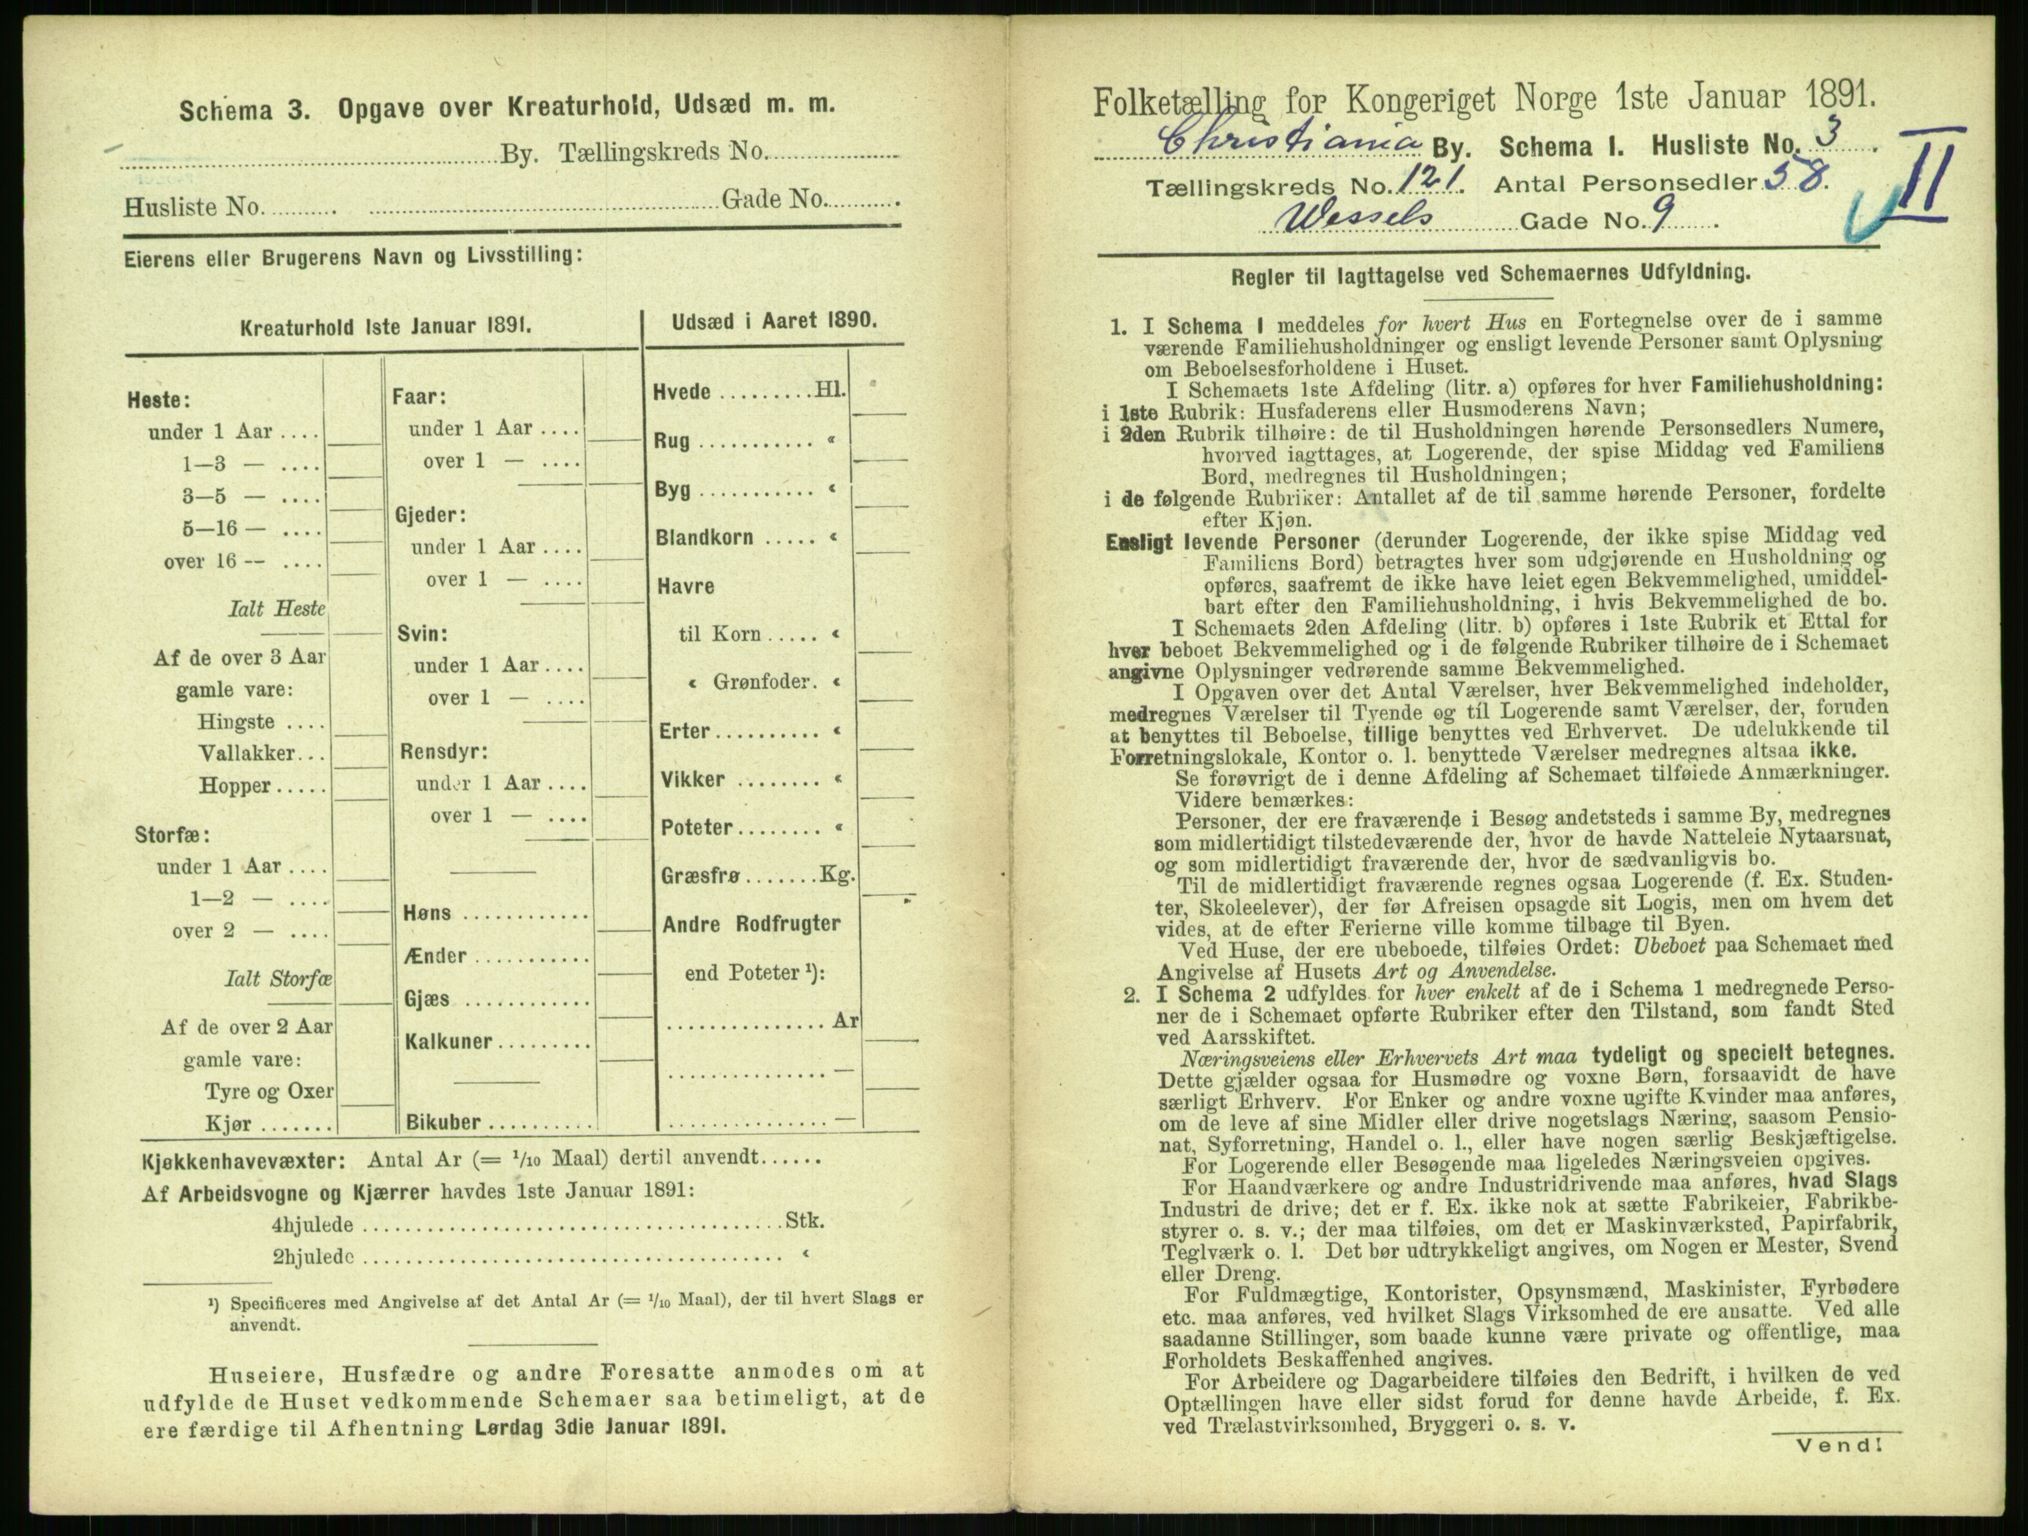 Schema 3. Opgave over Kreaturhold, Udsæd m. m.
By. Tællingskreds No.
Husliste No. Gade No.
Eierens eller Brugerens Navn og Livsstilling:
Kreaturhold 1ste Januar 1891.
Heste:
under 1 Aar ....
1—3 — ....
3—5 — ....
5—16 — ....
over 16 -- ....
Ialt Heste
Af de over 3 Aar
gamle vare:
Hingste ....
Vallakker...
Hopper.....
Storfæ:
under 1 Aar ....
1—2 — ....
over 2 — ....
Ialt Storfæ
Af de over 2 Aar
gamle vare:
Tyre og Oxer
Kjør .......
Faar:
under 1 Aar ....
over 1 — ....
Gjeder:
under 1 Aar ....
over 1 — ....
Svin:
under 1 Aar ....
over 1 — ....
Rensdyr:
under 1 Aar ....
over 1 — ....
Høns ............
Ænder ...........
Gjæs ............
Kalkuner.........
Bikuber ..........
Udsæd i Aaret 1890.
Hvede .........Hl.
Rug ........... «
Byg ........... «
Blandkorn ..... «
Havre
til Korn ..... «
« Grønfoder. «
Erter.......... «
Vikker ........ «
Poteter........ «
Græsfrø.......Kg.
Andre Rodfrugter
end Poteter ¹):
............... Ar
............... —
............... —
Kjøkkenhavevæxter: Antal Ar (= 1/10 Maal) dertil anvendt......
Af Arbeidsvogne og Kjærrer havdes 1ste Januar 1891:
4hjulede ......................................Stk.
2hjulede ...................................... «
¹) Specificeres med Angivelse af det Antal Ar (= 1/10 Maal), der til hvert Slags er
anvendt.
Huseiere, Husfædre og andre Foresatte anmodes om at
udfylde de Huset vedkommende Schemaer saa betimeligt, at de
ere færdige til Afhentning Lørdag 3die Januar 1891.
Folketælling for Kongeriget Norge 1ste Januar 1891.
Christiania By. Schema 1. Husliste No. 3
Tællingskreds No. 121. Antal Personsedler 58.
Wessels Gade No. 9
II
Regler til Iagttagelse ved Schemaernes Udfyldning.
1. I Schema 1 meddeles for hvert Hus en Fortegnelse over de i samme
værende Familiehusholdninger og ensligt levende Personer samt Oplysning
om Beboelsesforholdene i Huset.
I Schemaets 1ste Afdeling (litr. a) opføres for hver Familiehusholdning:
i 1ste Rubrik: Husfaderens eller Husmoderens Navn;
i 2den Rubrik tilhøire: de til Husholdningen hørende Personsedlers Numere,
hvorved iagttages, at Logerende, der spise Middag ved Familiens
Bord, medregnes til Husholdningen;
i de følgende Rubriker: Antallet af de til samme hørende Personer, fordelte
efter Kjøn.
Ensligt levende Personer (derunder Logerende, der ikke spise Middag ved
Familiens Bord) betragtes hver som udgjørende en Husholdning og
opføres, saafremt de ikke have leiet egen Bekvemmelighed, umiddel-
bart efter den Familiehusholdning, i hvis Bekvemmelighed de bo.
I Schemaets 2den Afdeling (litr. b) opføres i 1ste Rubrik et Ettal for
hver beboet Bekvemmelighed og i de følgende Rubriker tilhøire de i Schemaet
angivne Oplysninger vedrørende samme Bekvemmelighed.
I Opgaven over det Antal Værelser, hver Bekvemmelighed indeholder,
medregnes Værelser til Tyende og til Logerende samt Værelser, der, foruden
at benyttes til Beboelse, tillige benyttes ved Erhvervet. De udelukkende til
Forretningslokale, Kontor o. l. benyttede Værelser medregnes altsaa ikke.
Se forøvrigt de i denne Afdeling af Schemaet tilføiede Anmærkninger.
Videre bemærkes:
Personer, der ere fraværende i Besøg andetsteds i samme By, medregnes
som midlertidigt tilstedeværende der, hvor de havde Natteleie Nytaarsnat,
og som midlertidigt fraværende der, hvor de sædvanligvis bo.
Til de midlertidigt fraværende regnes ogsaa Logerende (f. Ex. Studen-
ter, Skoleelever), der før Afreisen opsagde sit Logis, men om hvem det
vides, at de efter Ferierne ville komme tilbage til Byen.
Ved Huse, der ere ubeboede, tilføies Ordet: Ubeboet paa Schemaet med
Angivelse af Husets Art og Anvendelse.
2. I Schema 2 udfyldes for hver enkelt af de i Schema 1 medregnede Perso-
ner de i Schemaet opførte Rubriker efter den Tilstand, som fandt Sted
ved Aarsskiftet.
Næringsveiens eller Erhvervets Art maa tydeligt og specielt betegnes.
Dette gjælder ogsaa for Husmødre og voxne Børn, forsaavidt de have
særligt Erhverv. For Enker og andre voxne ugifte Kvinder maa anføres,
om de leve af sine Midler eller drive nogetslags Næring, saasom Pensio-
nat, Syforretning, Handel o. l., eller have nogen særlig Beskjæftigelse.
For Logerende eller Besøgende maa ligeledes Næringsveien opgives.
For Haandværkere og andre Industridrivende maa anføres, hvad Slags
Industri de drive; det er f. Ex. ikke nok at sætte Fabrikeier, Fabrikbe-
styrer o. s. v.; der maa tilføies, om det er Maskinværksted, Papirfabrik,
Teglværk o. l. Det bør udtrykkeligt angives, om Nogen er Mester, Svend
eller Dreng.
For Fuldmægtige, Kontorister, Opsynsmænd, Maskinister, Fyrbødere
etc. maa anføres, ved hvilket Slags Virksomhed de ere ansatte. Ved alle
saadanne Stillinger, som baade kunne være private og offentlige, maa
Forholdets Beskaffenhed angives.
For Arbeidere og Dagarbeidere tilføies den Bedrift, i hvilken de ved
Optællingen have eller sidst forud for denne havde Arbeide, f. Ex.
ved Trælastvirksomhed, Bryggeri o. s. v.
Vend!